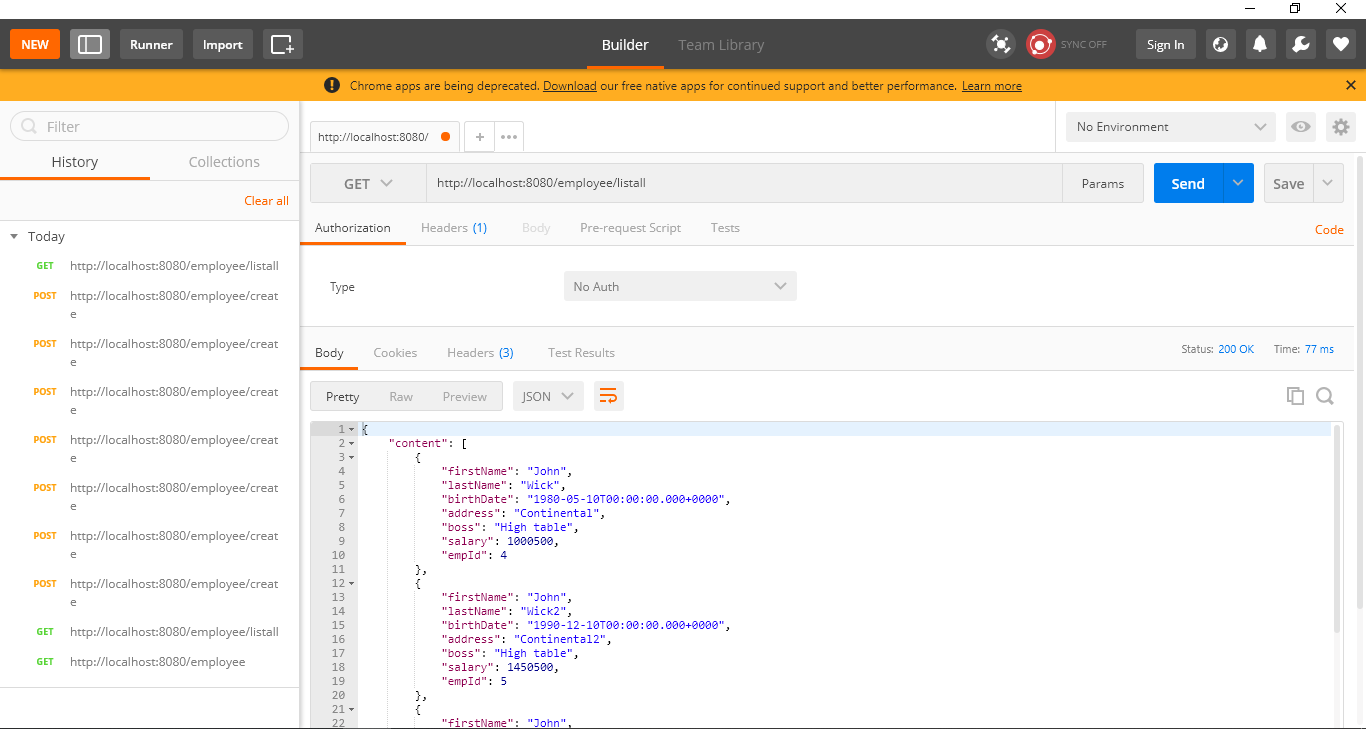 NEW Runner Import Builder Team Library SYNC OFF Sign In
! Chrome apps are being deprecated. Download our free native apps for continued support and better performance. Learn more
Filter
History Collections
Clear all
Today
GET http://localhost:8080/employee/listall
POST http://localhost:8080/employee/creat
e
POST http://localhost:8080/employee/creat
e
POST http://localhost:8080/employee/creat
e
POST http://localhost:8080/employee/creat
e
POST http://localhost:8080/employee/creat
e
POST http://localhost:8080/employee/creat
e
POST http://localhost:8080/employee/creat
e
GET http://localhost:8080/employee/listall
GET http://localhost:8080/employee
http://localhost:8080/ + ••• No Environment
GET http://localhost:8080/employee/listall Params Send Save
Authorization Headers (1) Body Pre-request Script Tests Code
Type No Auth
Body Cookies Headers (3) Test Results Status: 200 OK Time: 77 ms
Pretty Raw Preview JSON
1 {
2 "content": [
3 {
4 "firstName": "John",
5 "lastName": "Wick",
6 "birthDate": "1980-05-10T00:00:00.000+0000",
7 "address": "Continental",
8 "boss": "High table",
9 "salary": 1000500,
10 "empId": 4
11 },
12 {
13 "firstName": "John",
14 "lastName": "Wick2",
15 "birthDate": "1990-12-10T00:00:00.000+0000",
16 "address": "Continental2",
17 "boss": "High table",
18 "salary": 1450500,
19 "empId": 5
20 },
21 {
22 "firstName": "John",